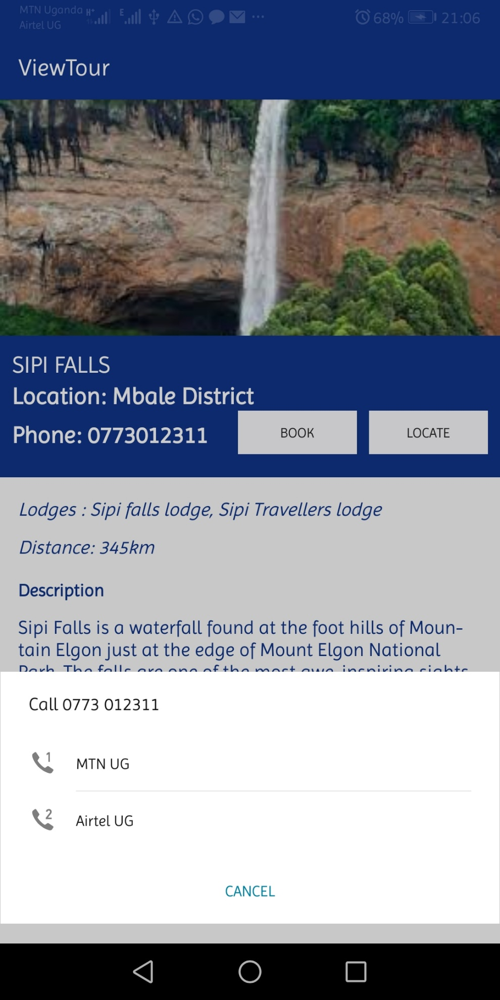 MTN Uganda H+ E 68% 21:06
Airtel UG
ViewTour
SIPI FALLS
Location: Mbale District
Phone: 0773012311
BOOK
LOCATE
Lodges : Sipi falls lodge, Sipi Travellers lodge
Distance: 345km
Description
Sipi Falls is a waterfall found at the foot hills of Moun-
tain Elgon just at the edge of Mount Elgon National
Park. The falls are one of the most awe-inspiring sights
Call 0773 012311
1 MTN UG
2 Airtel UG
CANCEL